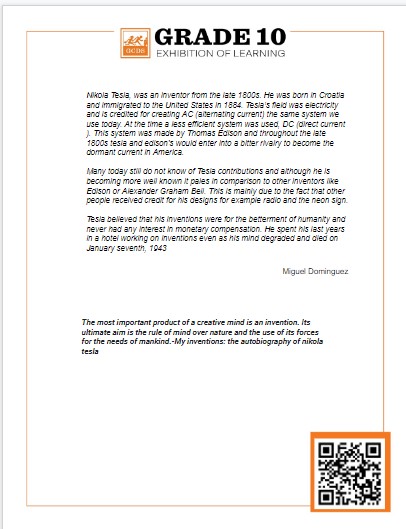 GCDS
GRADE 10
EXHIBITION OF LEARNING
Nikola Tesla, was an inventor from the late 1800s. He was born in Croatia
and immigrated to the United States in 1884. Tesla's field was electricity
and is credited for creating AC (alternating current) the same system we
use today. At the time a less efficient system was used, DC (direct current
). This system was made by Thomas Edison and throughout the late
1800s tesla and edison's would enter into a bitter rivalry to become the
dormant current in America.
Many today still do not know of Tesla contributions and although he is
becoming more well known it pales in comparison to other inventors like
Edison or Alexander Graham Bell. This is mainly due to the fact that other
people received credit for his designs for example radio and the neon sign.
Tesla believed that his inventions were for the betterment of humanity and
never had any interest in monetary compensation. He spent his last years
in a hotel working on inventions even as his mind degraded and died on
January seventh, 1943
Miguel Dominguez
The most important product of a creative mind is an invention. Its
ultimate aim is the rule of mind over nature and the use of its forces
for the needs of mankind.-My inventions: the autobiography of nikola
tesla